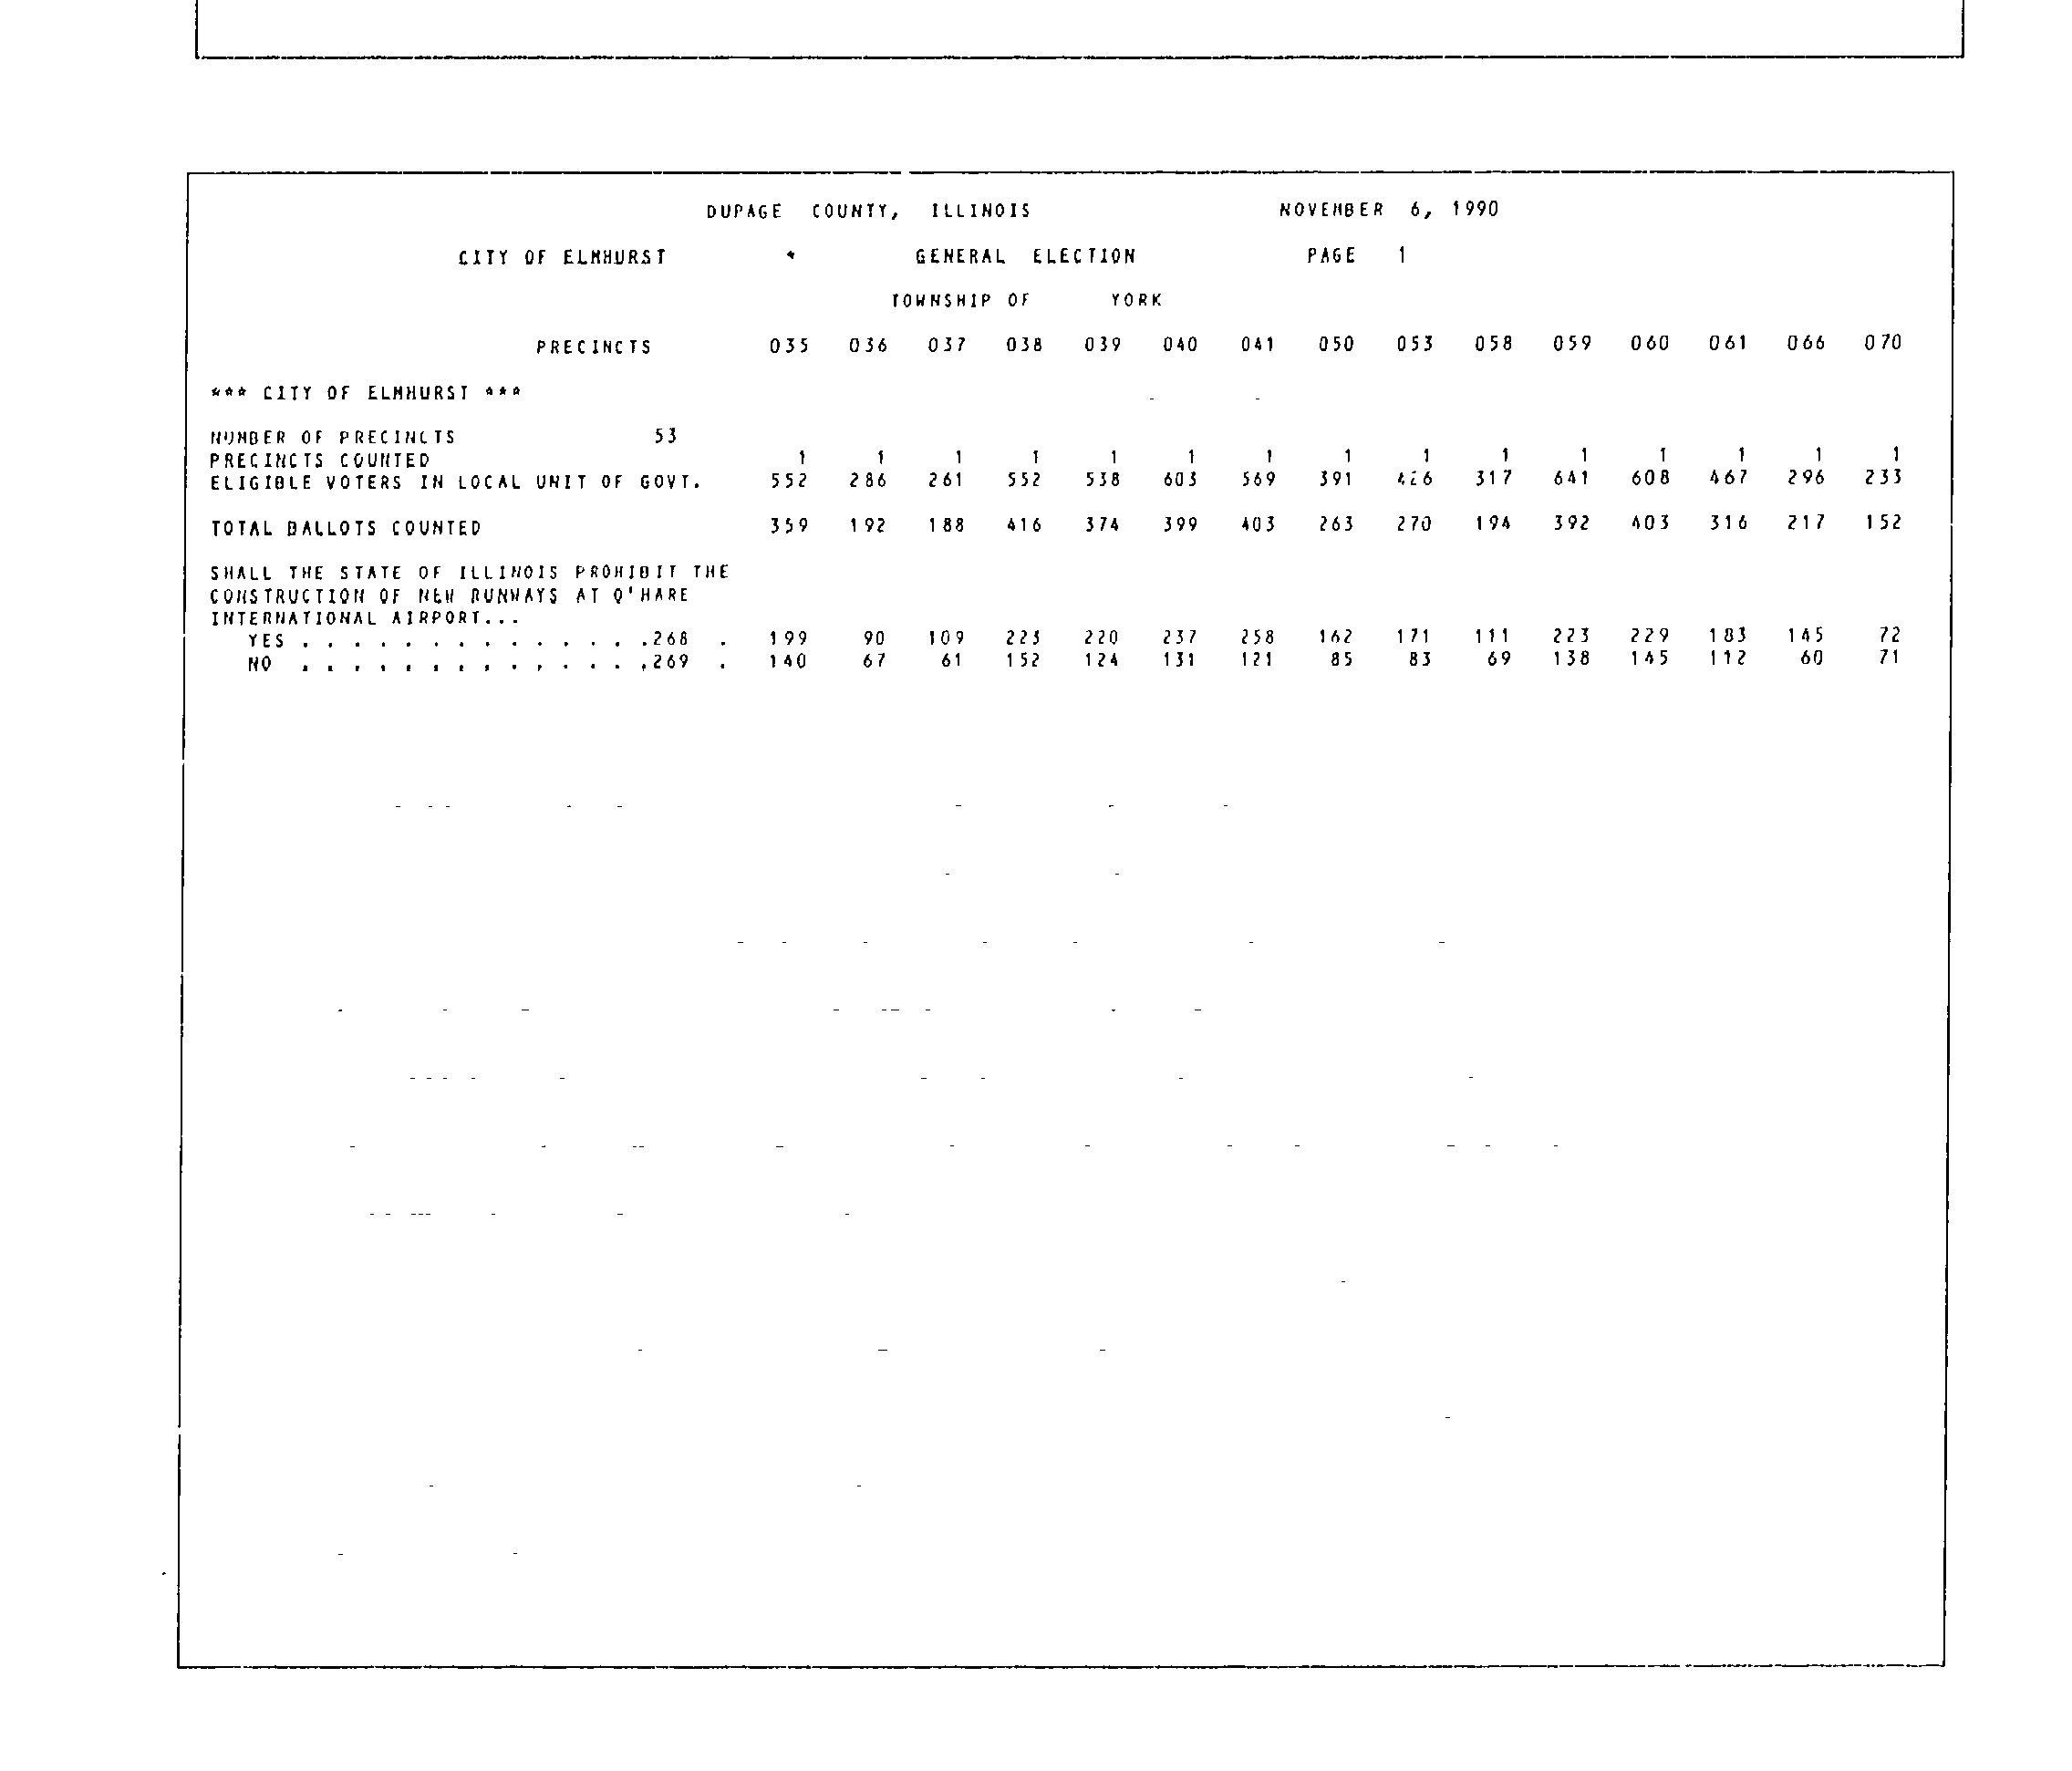 DUPAGE COUNTY, ILLINOIS NOVEMBER 6, 1990
CITY OF ELMHURST * GENERAL ELECTION PAGE 1
TOWNSHIP OF YORK
PRECINCTS 035 036 037 038 039 040 041 050 053 058 059 060 061 066 070
*** CITY OF ELMHURST ***
NUMBER OF PRECINCTS 53
PRECINCTS COUNTED 1 1 1 1 1 1 1 1 1 1 1 1 1 1 1
ELIGIBLE VOTERS IN LOCAL UNIT OF GOVT. 552 286 261 552 538 603 569 391 426 317 641 608 467 296 233
TOTAL BALLOTS COUNTED 359 192 188 416 374 399 403 263 270 194 392 403 316 217 152
SHALL THE STATE OF ILLINOIS PROHIBIT THE
CONSTRUCTION OF NEW RUNWAYS AT O'HARE
INTERNATIONAL AIRPORT...
YES . . . . . . . . . . . . . .268 . 199 90 109 223 220 237 258 162 171 111 223 229 183 145 72
NO . . . . . . . . . . . . . .269 . 140 67 61 152 124 131 121 85 83 69 138 145 112 60 71